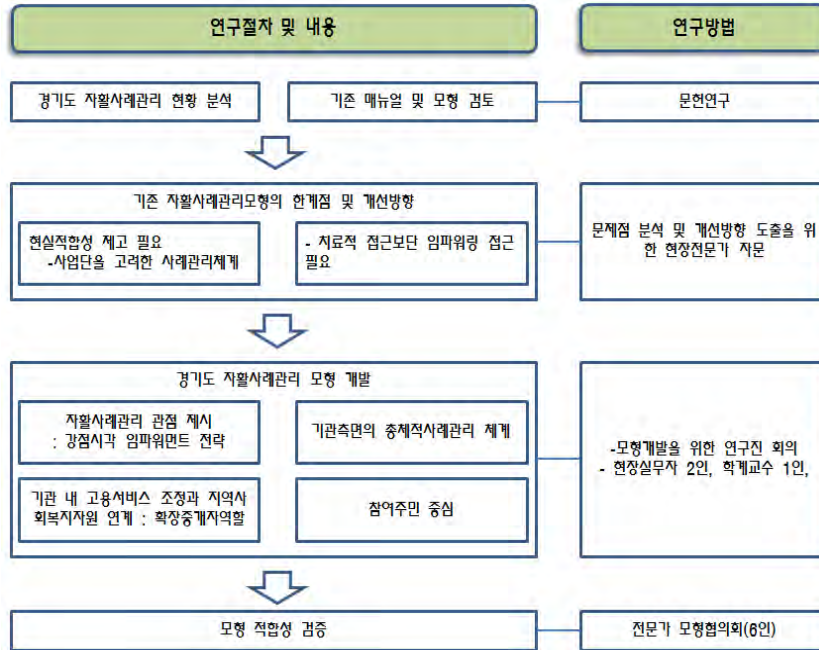 연구절차 및 내용
연구방법
경기도 자활사례관리 현황 분석
기존 매뉴얼 및 모형 검토
문헌연구
기존 자활사례관리모형의 한계점 및 개선방향
현실적합성 제고 필요
-사업단을 고려한 사례관리체계
- 치료적 접근보단 임파워링 접근
필요
문제점 분석 및 개선방향 도출을 위
한 현장전문가 자문
경기도 자활사례관리 모형 개발
자활사례관리 관점 제시
: 강점시각 임파워먼트 전략
기관측면의 총체적사례관리 체계
기관 내 고용서비스 조정과 지역사
회복지자원 연계 : 확장중개자역할
참여주민 중심
-모형개발을 위한 연구진 회의
- 현장실무자 2인, 학계교수 1인,
모형 적합성 검증
전문가 모형협의회(6인)